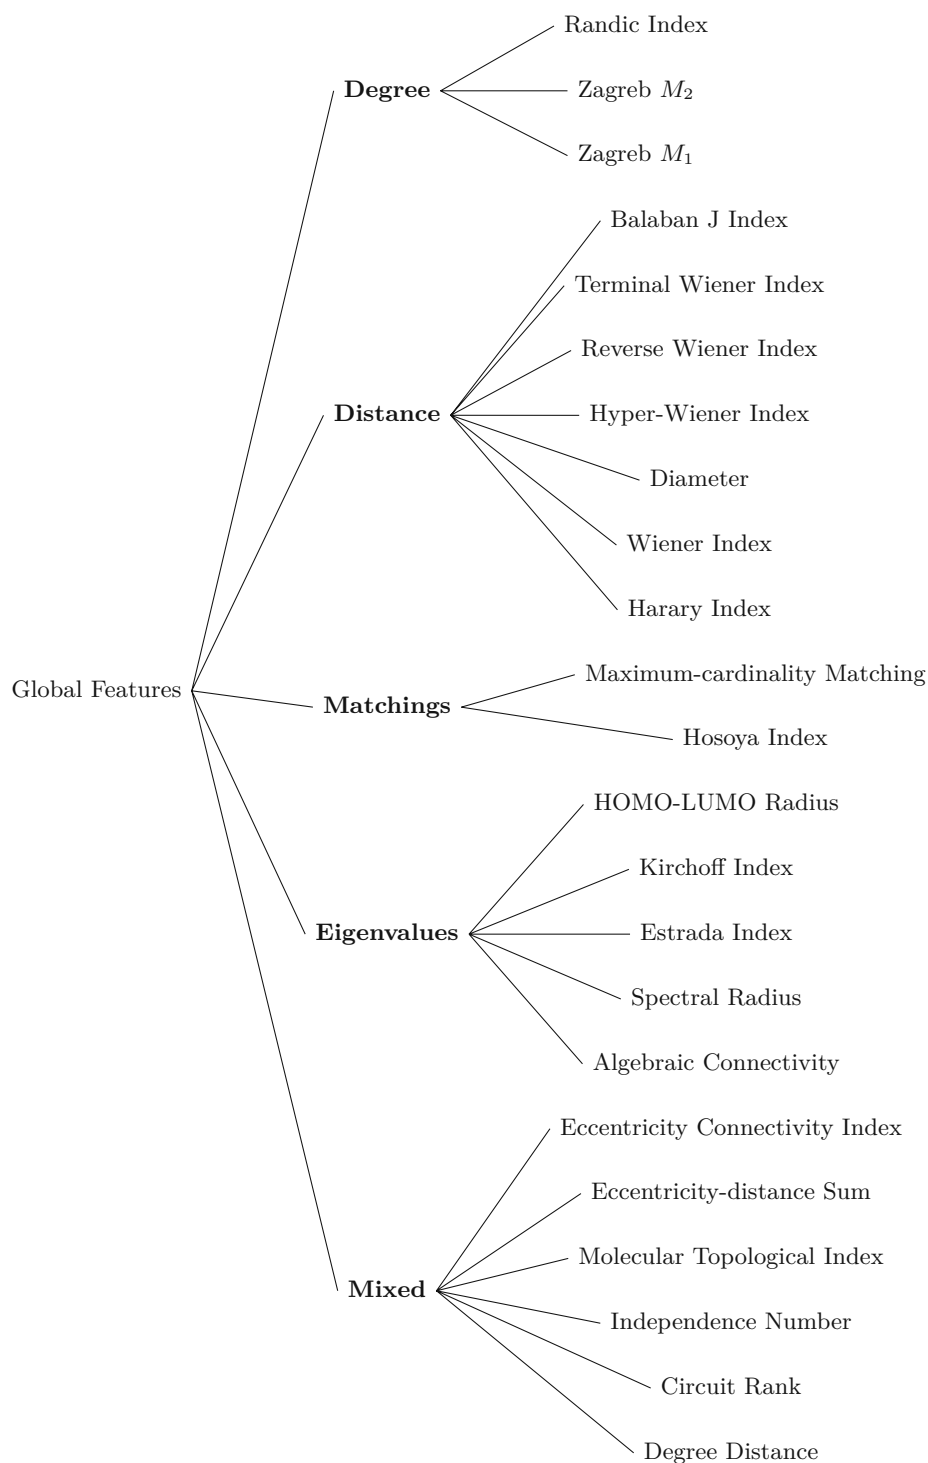 Randic Index
Degree
Zagreb M₂
Zagreb M₁
Balaban J Index
Terminal Wiener Index
Reverse Wiener Index
Distance
Hyper-Wiener Index
Diameter
Wiener Index
Harary Index
Global Features
Maximum-cardinality Matching
Matchings
Hosoya Index
HOMO-LUMO Radius
Kirchoff Index
Eigenvalues
Estrada Index
Spectral Radius
Algebraic Connectivity
Eccentricity Connectivity Index
Eccentricity-distance Sum
Molecular Topological Index
Mixed
Independence Number
Circuit Rank
Degree Distance